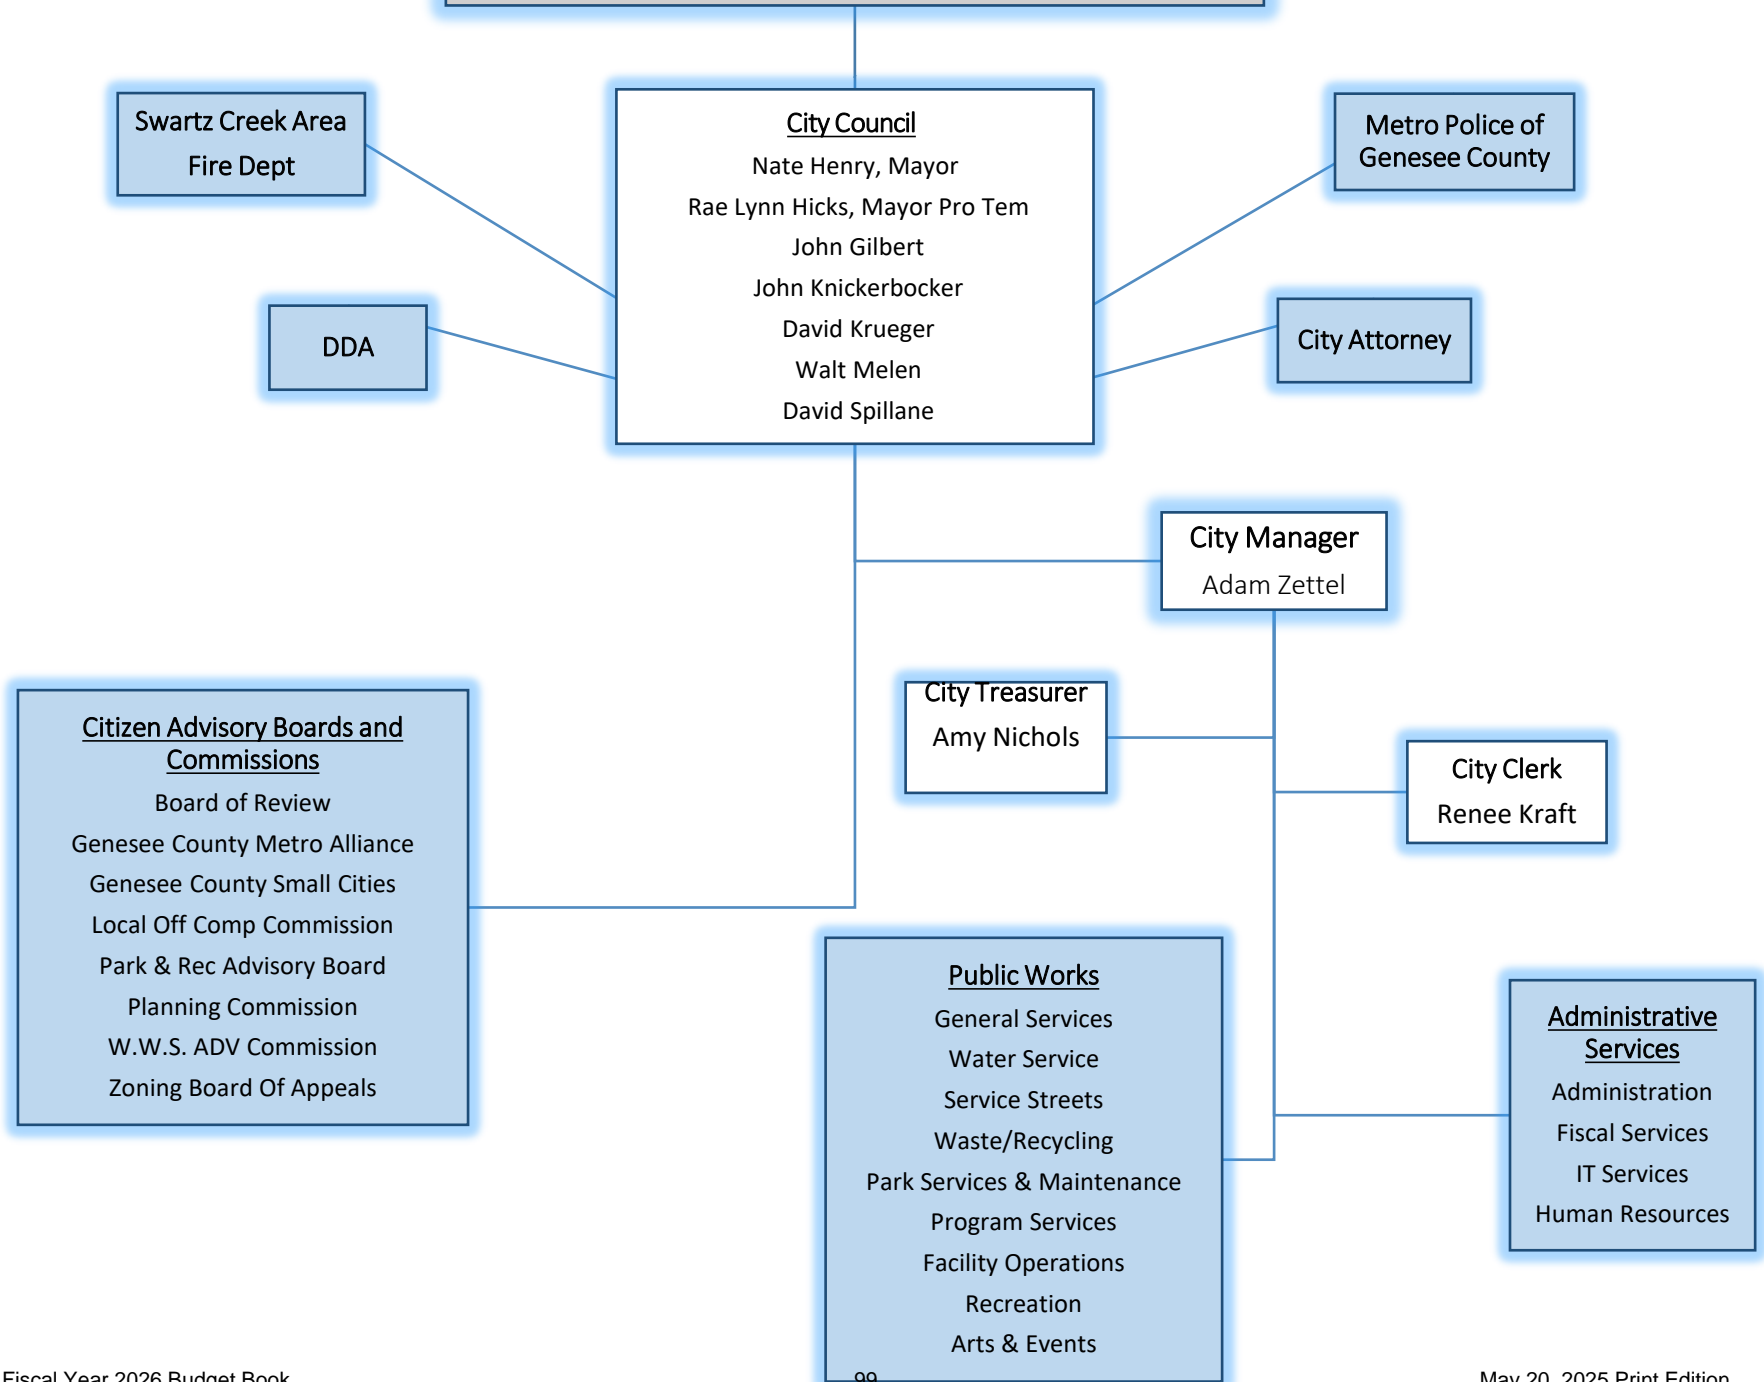 Swartz Creek Area
Fire Dept
City Council
Nate Henry, Mayor
Rae Lynn Hicks, Mayor Pro Tem
John Gilbert
John Knickerbocker
David Krueger
Walt Melen
David Spillane
Metro Police of
Genesee County
DDA
City Attorney
City Manager
Adam Zettel
City Treasurer
Amy Nichols
City Clerk
Renee Kraft
Citizen Advisory Boards and
Commissions
Board of Review
Genesee County Metro Alliance
Genesee County Small Cities
Local Off Comp Commission
Park & Rec Advisory Board
Planning Commission
W.W.S. ADV Commission
Zoning Board Of Appeals
Public Works
General Services
Water Service
Service Streets
Waste/Recycling
Park Services & Maintenance
Program Services
Facility Operations
Recreation
Arts & Events
Administrative
Services
Administration
Fiscal Services
IT Services
Human Resources
Fiscal Year 2026 Budget Book
99
May 20, 2025 Print Edition